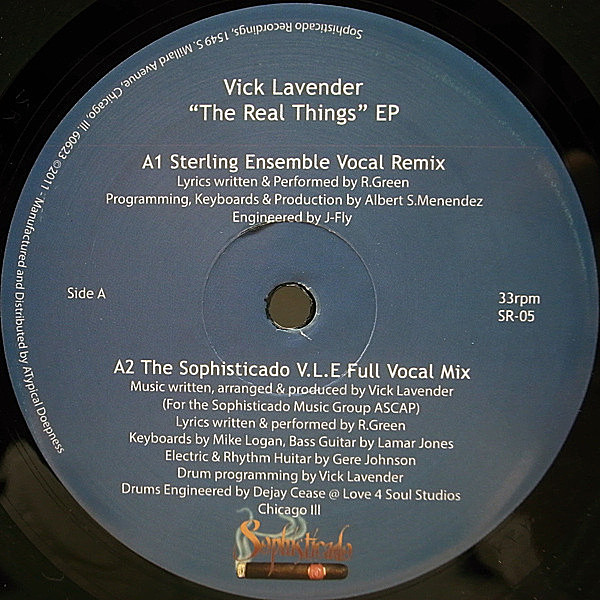 Sophisticado Recordings, 1549 S. Millard Avenue, Chicago, Ill 60623 ©2011 - Manufactured and Distributed by ATypical Doepness
Vick Lavender
“The Real Things” EP
A1 Sterling Ensemble Vocal Remix
Lyrics written & Performed by R.Green
Programming, Keyboards & Production by Albert S.Menendez
Engineered by J-Fly
Side A
33rpm
SR-05
A2 The Sophisticado V.L.E Full Vocal Mix
Music written, arranged & produced by Vick Lavender
(For the Sophisticado Music Group ASCAP)
Lyrics written & performed by R.Green
Keyboards by Mike Logan, Bass Guitar by Lamar Jones
Electric & Rhythm Huitar by Gere Johnson
Drum programming by Vick Lavender
Drums Engineered by Dejay Cease @ Love 4 Soul Studios
Chicago Ill
Sophisticado